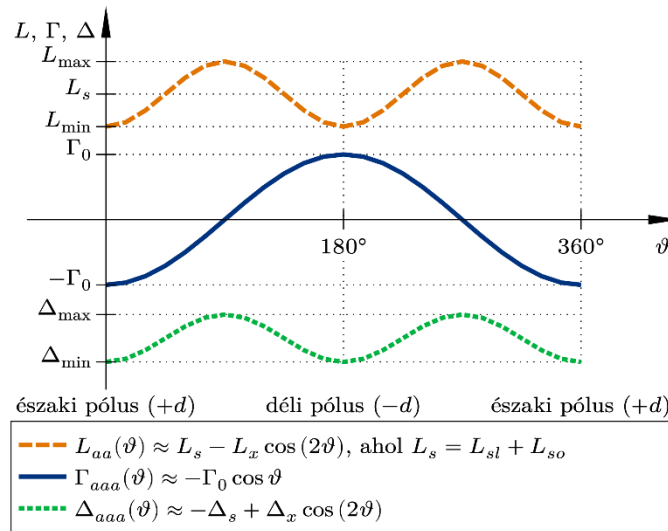 L, Γ, Δ
L_max
L_s
L_min
Γ_0
180° 360° ϑ
−Γ_0
Δ_max
Δ_min
északi pólus (+d) déli pólus (−d) északi pólus (+d)
L_aa(ϑ) ≈ L_s − L_x cos (2ϑ), ahol L_s = L_sl + L_so
Γ_aaa(ϑ) ≈ −Γ_0 cos ϑ
Δ_aaa(ϑ) ≈ −Δ_s + Δ_x cos (2ϑ)